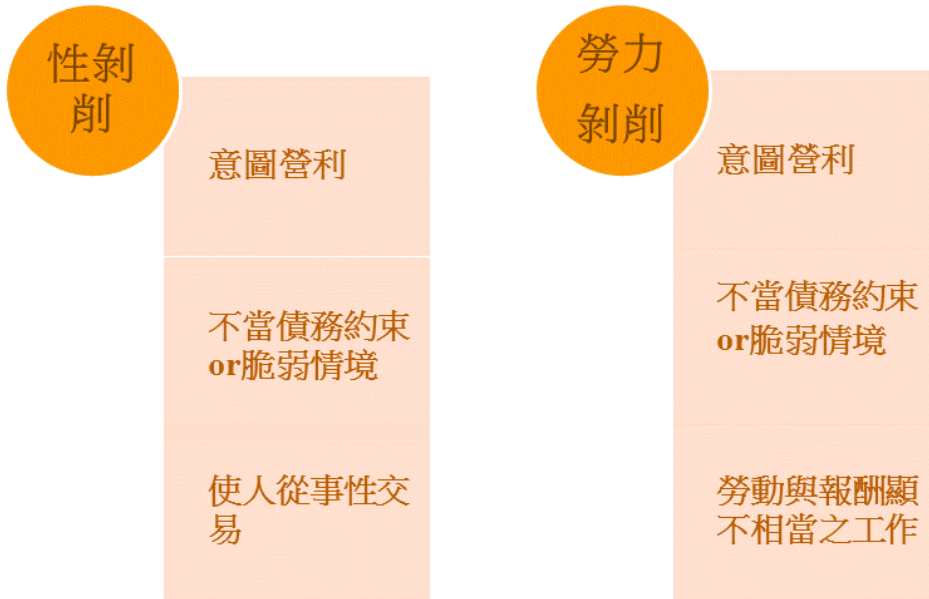 性剝
削
意圖營利
不當債務約束
or脆弱情境
使人從事性交
易
勞力
剝削
意圖營利
不當債務約束
or脆弱情境
勞動與報酬顯
不相當之工作